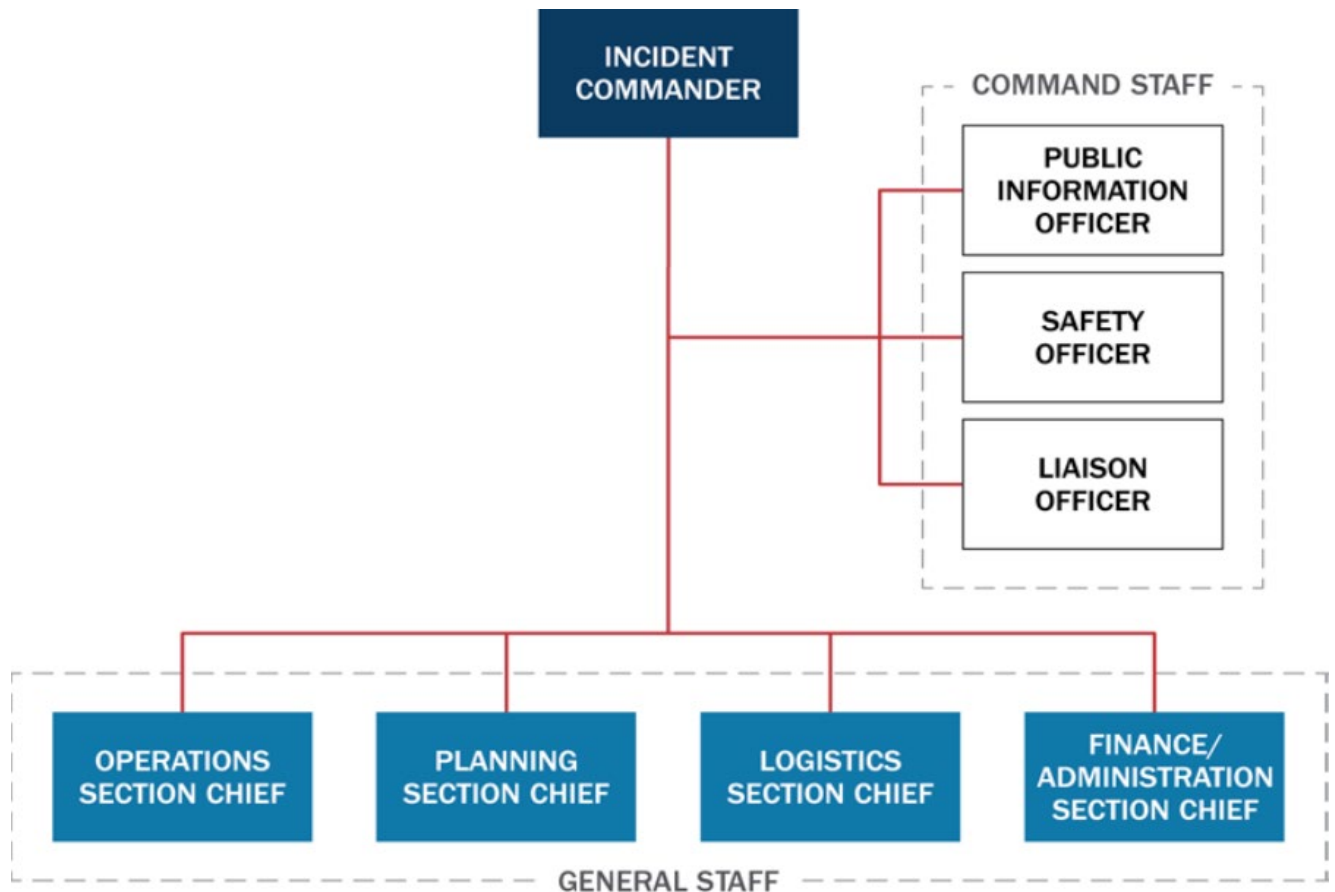 INCIDENT
COMMANDER
COMMAND STAFF
PUBLIC
INFORMATION
OFFICER
SAFETY
OFFICER
LIAISON
OFFICER
OPERATIONS
SECTION CHIEF
PLANNING
SECTION CHIEF
LOGISTICS
SECTION CHIEF
FINANCE/
ADMINISTRATION
SECTION CHIEF
GENERAL STAFF